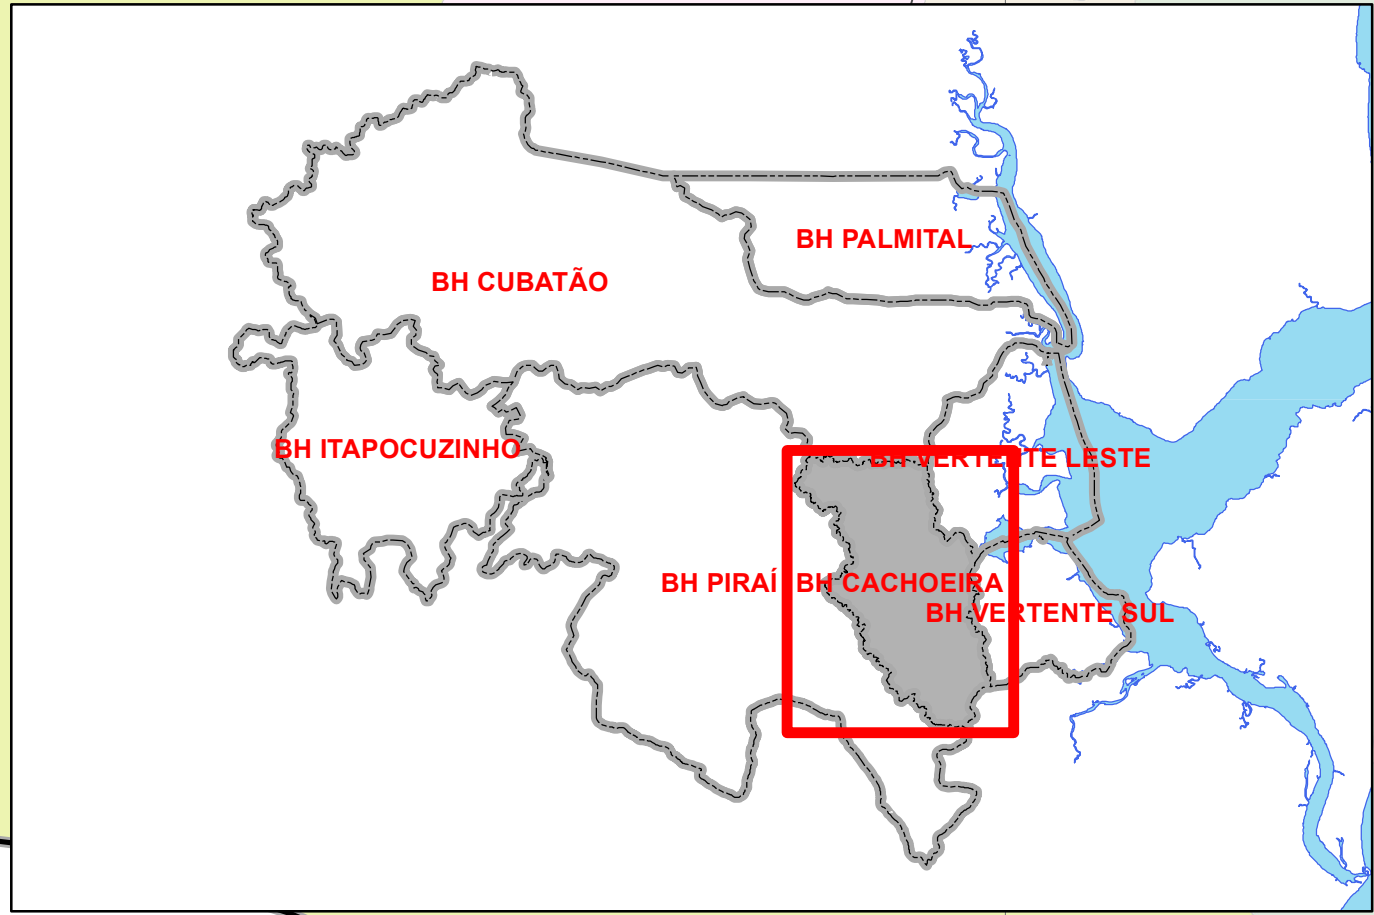 BH PALMITAL
BH CUBATÃO
BH ITAPOCUZINHO
BH VERTENTE LESTE
BH PIRAÍ
BH CACHOEIRA
BH VERTENTE SUL